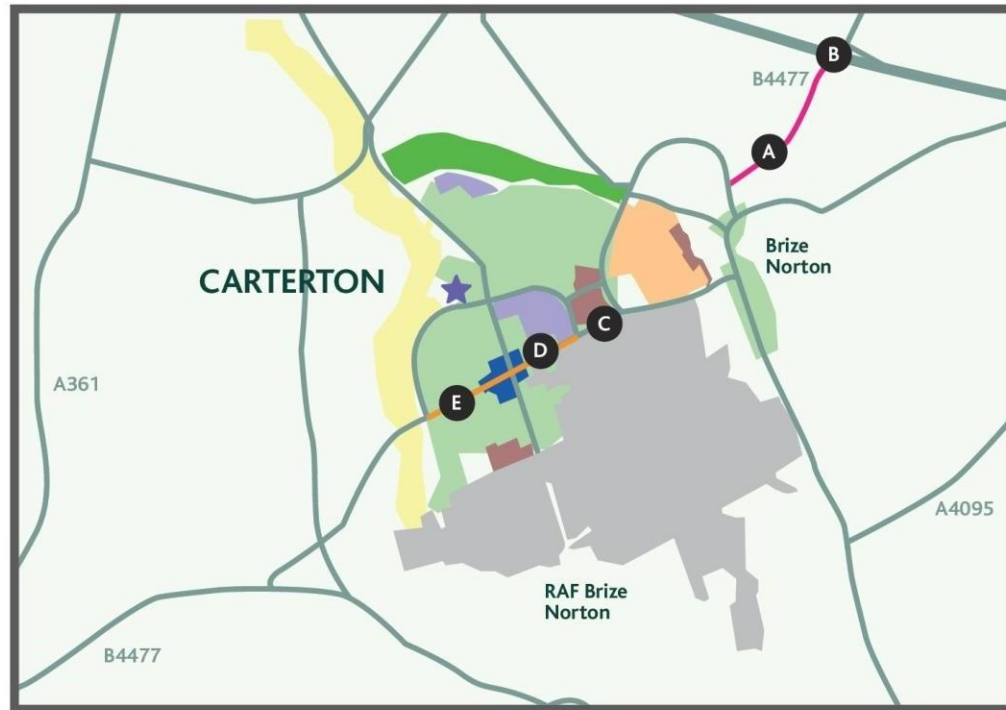 B
B4477
A
Brize
Norton
CARTERTON
C
D
A361
E
A4095
RAF Brize
Norton
B4477